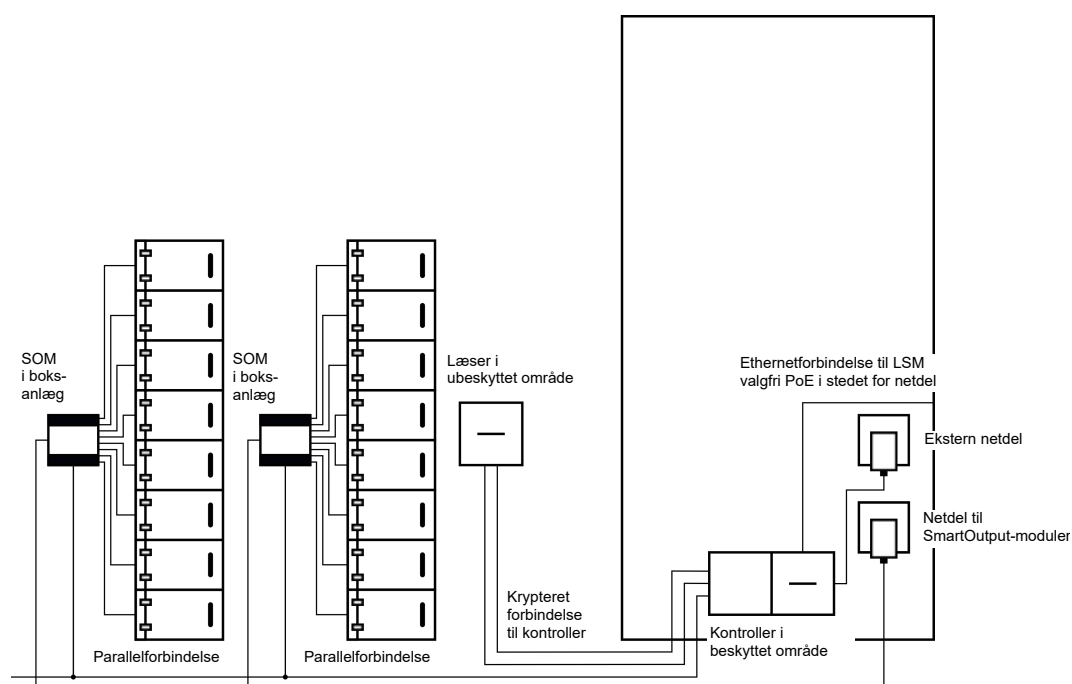 SOM
i boks-
anlæg
SOM
i boks-
anlæg
Læser i
ubeskyttet område
Ethernetforbindelse til LSM
valgfri PoE i stedet for netdel
Ekstern netdel
Netdel til
SmartOutput-moduler
Krypteret
forbindelse
til kontroller
Kontroller i
beskyttet område
Parallelforbindelse
Parallelforbindelse